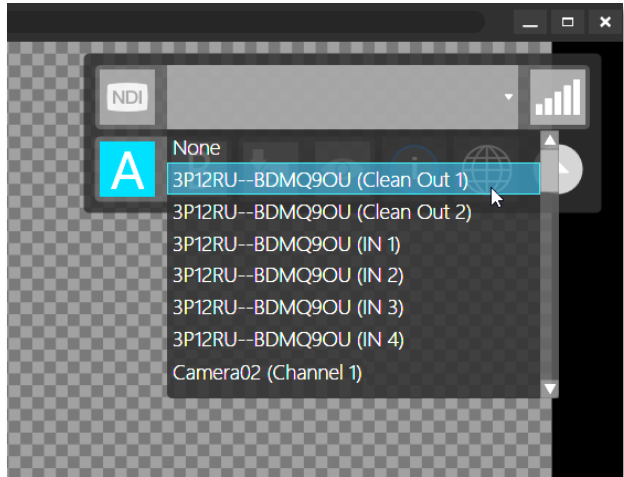 NDI
A
None
3P12RU--BDMQ9OU (Clean Out 1)
3P12RU--BDMQ9OU (Clean Out 2)
3P12RU--BDMQ9OU (IN 1)
3P12RU--BDMQ9OU (IN 2)
3P12RU--BDMQ9OU (IN 3)
3P12RU--BDMQ9OU (IN 4)
Camera02 (Channel 1)